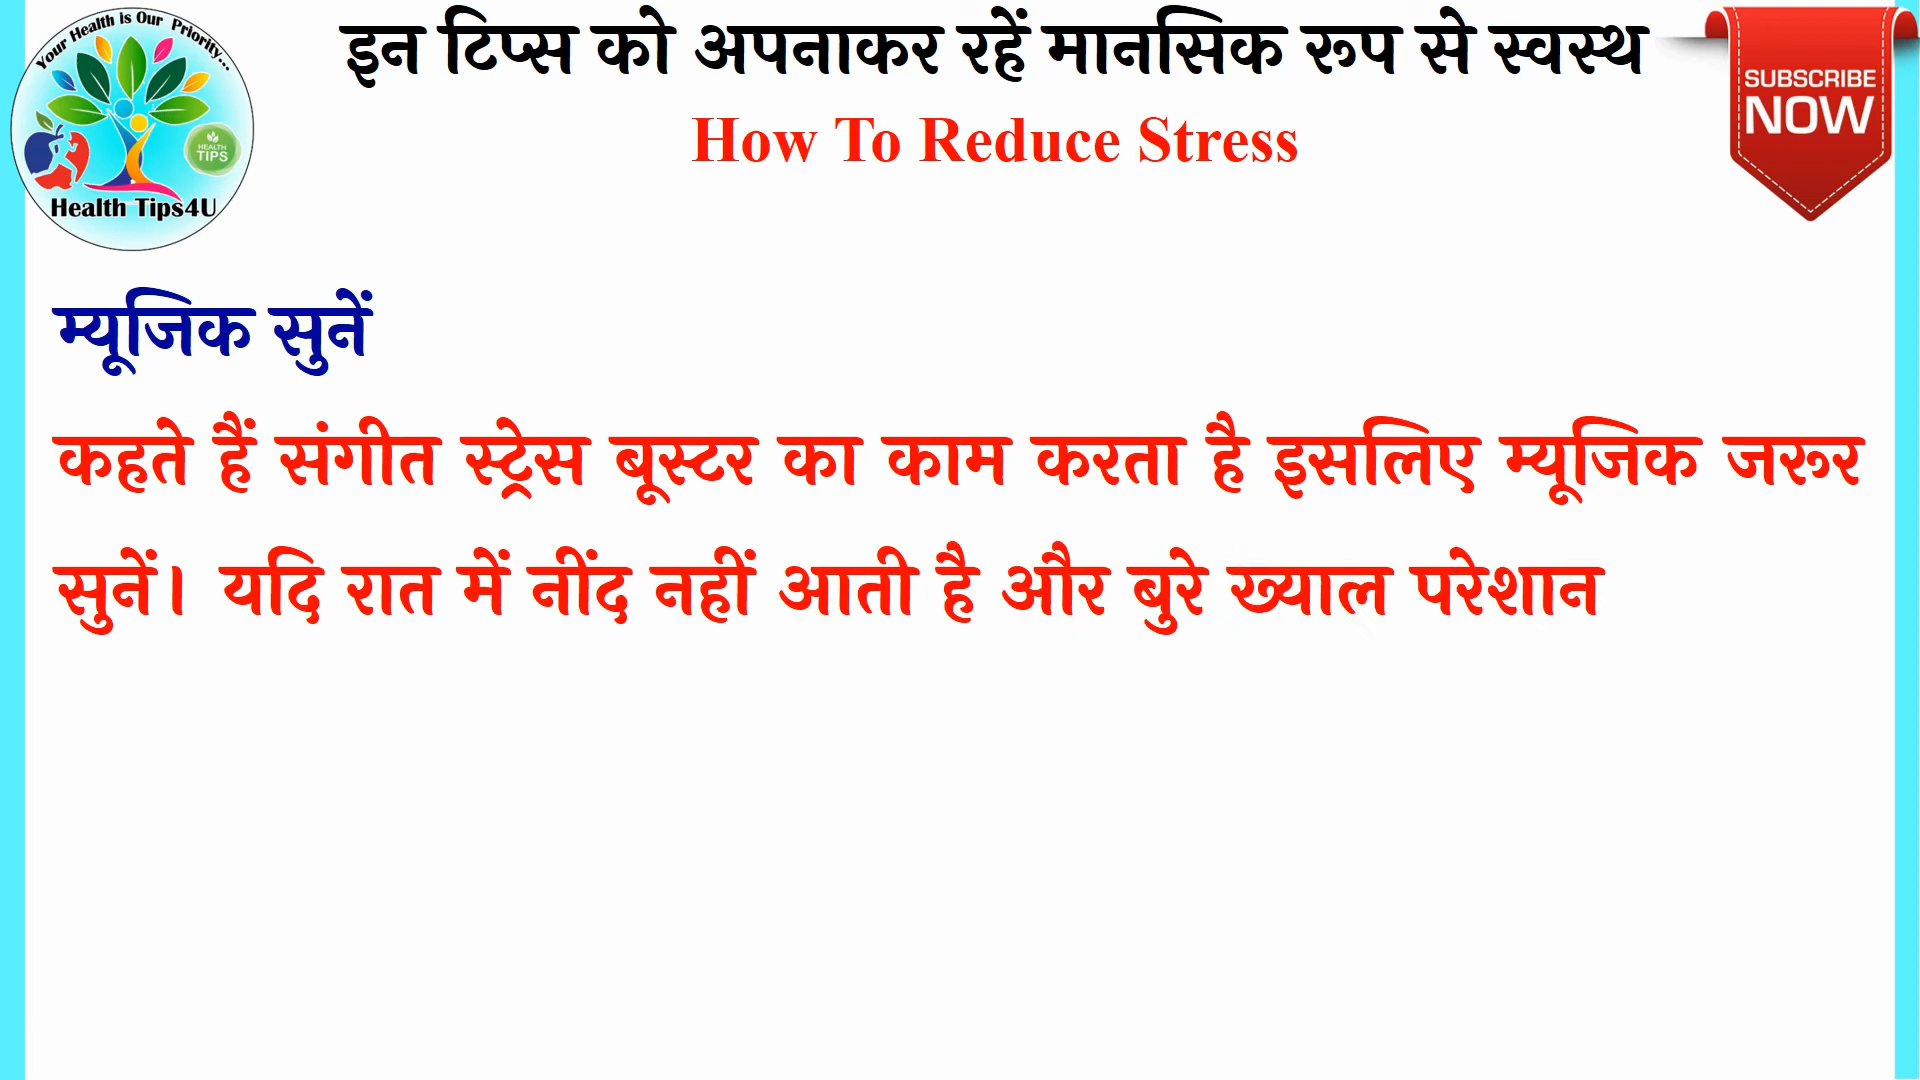 Your Health is Our Priority...
HEALTH
TIPS
Health Tips4U
इन टिप्स को अपनाकर रहें मानसिक रूप से स्वस्थ
How To Reduce Stress
SUBSCRIBE
NOW
म्यूजिक सुनें
कहते हैं संगीत स्ट्रेस बूस्टर का काम करता है इसलिए म्यूजिक जरूर
सुनें। यदि रात में नींद नहीं आती है और बुरे ख्याल परेशान